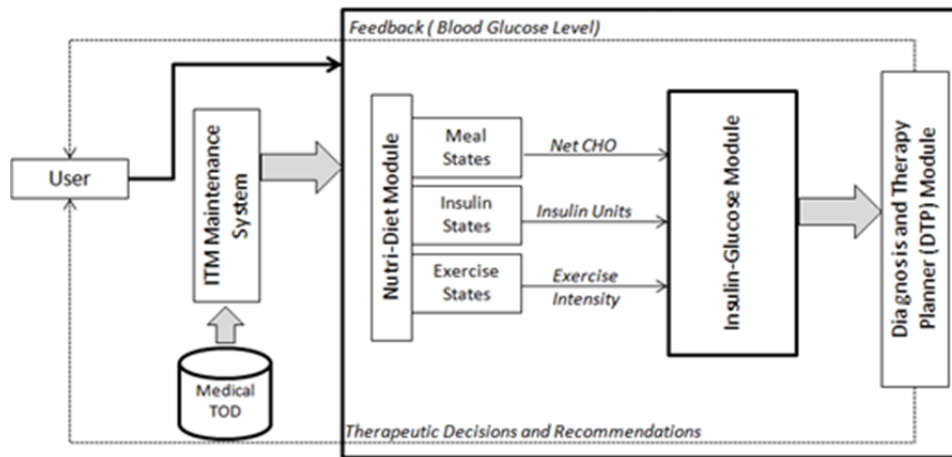 Feedback ( Blood Glucose Level)
User
ITM Maintenance
System
Medical
TOD
Nutri-Diet Module
Meal
States
Insulin
States
Exercise
States
Net CHO
Insulin Units
Exercise
Intensity
Insulin-Glucose Module
Diagnosis and Therapy
Planner (DTP) Module
Therapeutic Decisions and Recommendations